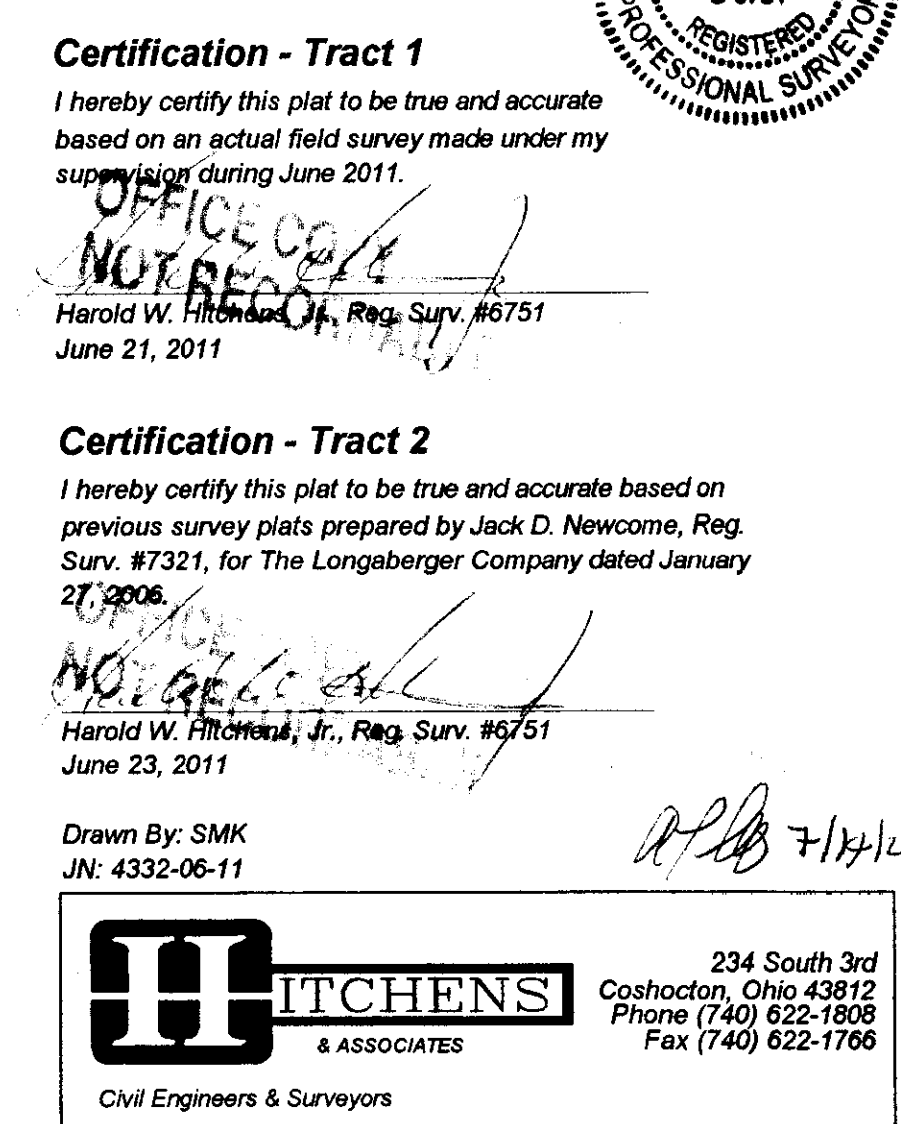 REGISTERED
PROFESSIONAL SURVEYOR
Certification - Tract 1
I hereby certify this plat to be true and accurate
based on an actual field survey made under my
supervision during June 2011.
OFFICE COPY
NOT
RECORDABLE
Harold W. Hitchens, Jr., Reg. Surv. #6751
June 21, 2011
Certification - Tract 2
I hereby certify this plat to be true and accurate based on
previous survey plats prepared by Jack D. Newcome, Reg.
Surv. #7321, for The Longaberger Company dated January
27, 2006.
OFFICE
NOT
Harold W. Hitchens, Jr., Reg. Surv. #6751
June 23, 2011
Drawn By: SMK
JN: 4332-06-11
7/14/
HITCHENS
& ASSOCIATES
Civil Engineers & Surveyors
234 South 3rd
Coshocton, Ohio 43812
Phone (740) 622-1808
Fax (740) 622-1766